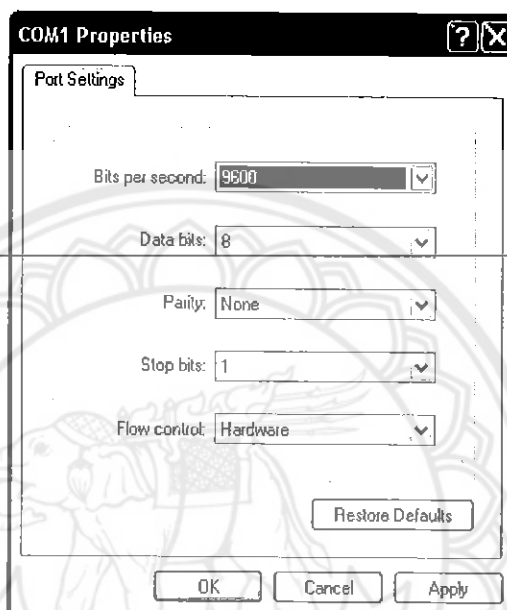 COM1 Properties
Port Settings
Bits per second: 9600
Data bits: 8
Parity: None
Stop bits: 1
Flow control: Hardware
Restore Defaults
OK Cancel Apply